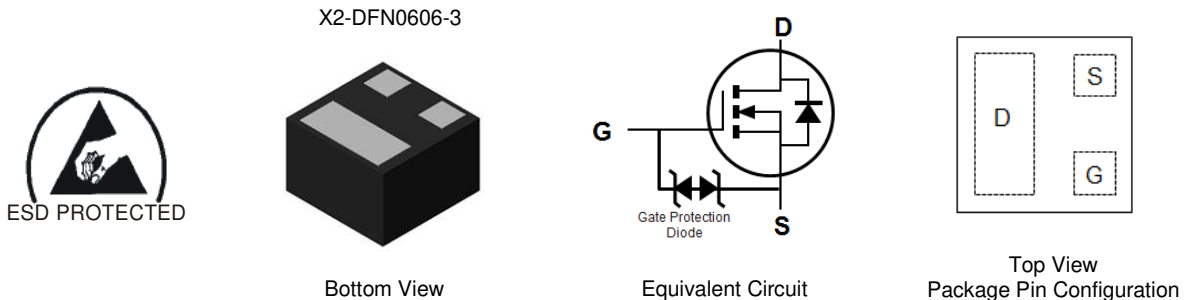 X2-DFN0606-3
ESD PROTECTED
Bottom View
D
G
Gate Protection
Diode
S
Equivalent Circuit
D
S
G
Top View
Package Pin Configuration